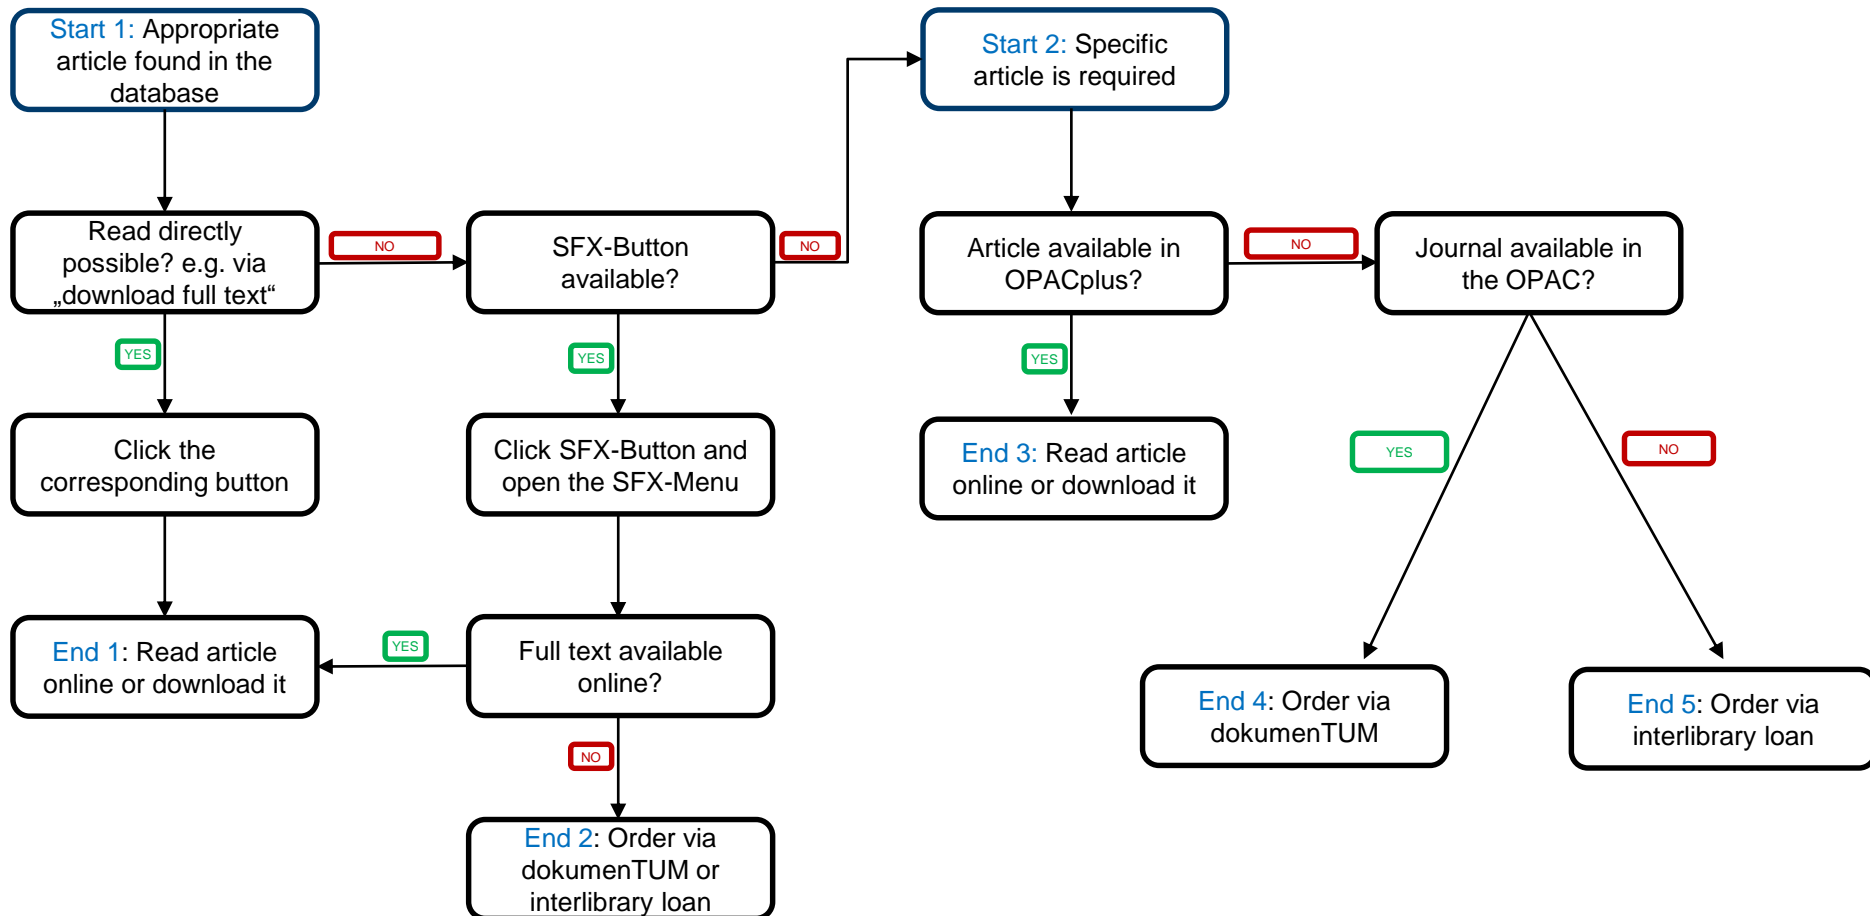 Start 1: Appropriate
article found in the
database
Start 2: Specific
article is required
Read directly
possible? e.g. via
„download full text“
NO
SFX-Button
available?
NO
Article available in
OPACplus?
NO
Journal available in
the OPAC?
YES
YES
YES
Click the
corresponding button
Click SFX-Button and
open the SFX-Menu
End 3: Read article
online or download it
YES
NO
End 1: Read article
online or download it
YES
Full text available
online?
End 4: Order via
dokumenTUM
End 5: Order via
interlibrary loan
NO
End 2: Order via
dokumenTUM or
interlibrary loan